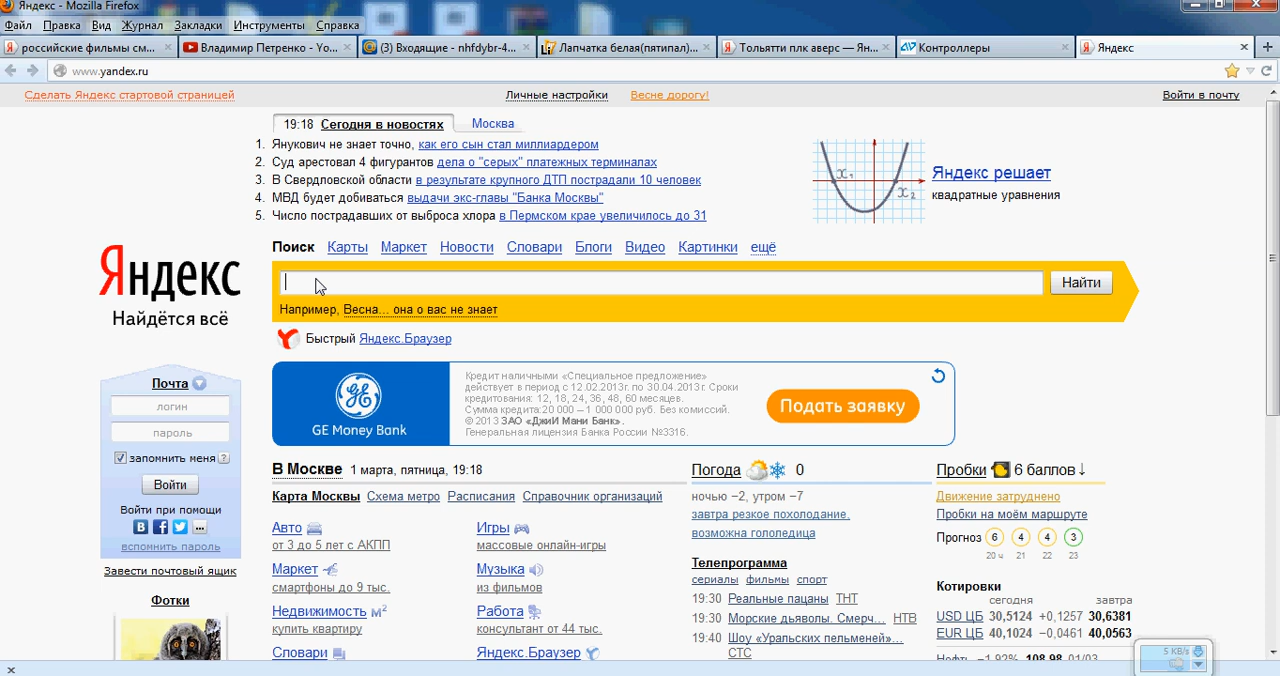 Яндекс - Mozilla Firefox
Файл Правка Вид Журнал Закладки Инструменты Справка
российские фильмы см... Владимир Петренко - Yo... (3) Входящие - nhfdybr-4... Лапчатка белая(пятипал)... Тольятти плк аверс — Ян... Контроллеры Яндекс
www.yandex.ru
Сделать Яндекс стартовой страницей Личные настройки Весне дорогу! Войти в почту
19:18 Сегодня в новостях Москва
1. Янукович не знает точно, как его сын стал миллиардером
2. Суд арестовал 4 фигурантов дела о "серых" платежных терминалах
3. В Свердловской области в результате крупного ДТП пострадали 10 человек
4. МВД будет добиваться выдачи экс-главы "Банка Москвы"
5. Число пострадавших от выброса хлора в Пермском крае увеличилось до 31
x1 x2
Яндекс решает
квадратные уравнения
Поиск Карты Маркет Новости Словари Блоги Видео Картинки ещё
Яндекс
Найдётся всё
Найти
Например, Весна... она о вас не знает
Быстрый Яндекс.Браузер
GE Money Bank
Кредит наличными «Специальное предложение»
действует в период с 12.02.2013г. по 30.04.2013г. Сроки
кредитования: 12, 18, 24, 36, 48, 60 месяцев.
Сумма кредита:20 000 – 1 000 000 руб. Без комиссий.
© 2013 ЗАО «ДжиИ Мани Банк».
Генеральная лицензия Банка России №3316.
Подать заявку
Почта
логин
пароль
запомнить меня ?
Войти
Войти при помощи
В f ...
вспомнить пароль
Завести почтовый ящик
Фотки
В Москве 1 марта, пятница, 19:18
Карта Москвы Схема метро Расписания Справочник организаций
Авто
от 3 до 5 лет с АКПП
Маркет
смартфоны до 9 тыс.
Недвижимость м2
купить квартиру
Словари
Игры
массовые онлайн-игры
Музыка
из фильмов
Работа
консультант от 44 тыс.
Яндекс.Браузер
Погода 0
ночью −2, утром −7
завтра резкое похолодание,
возможна гололедица
Телепрограмма
сериалы фильмы спорт
19:30 Реальные пацаны ТНТ
19:30 Морские дьяволы. Смерч... НТВ
19:40 Шоу «Уральских пельменей»...
СТС
Пробки 6 баллов↓
Движение затруднено
Пробки на моём маршруте
Прогноз 6 4 4 3
20 ч. 21 22 23
Котировки
сегодня завтра
USD ЦБ 30,5124 +0,1257 30,6381
EUR ЦБ 40,1024 −0,0461 40,0563
Нефть −1,92% 108,98 01/03
5 KB/s